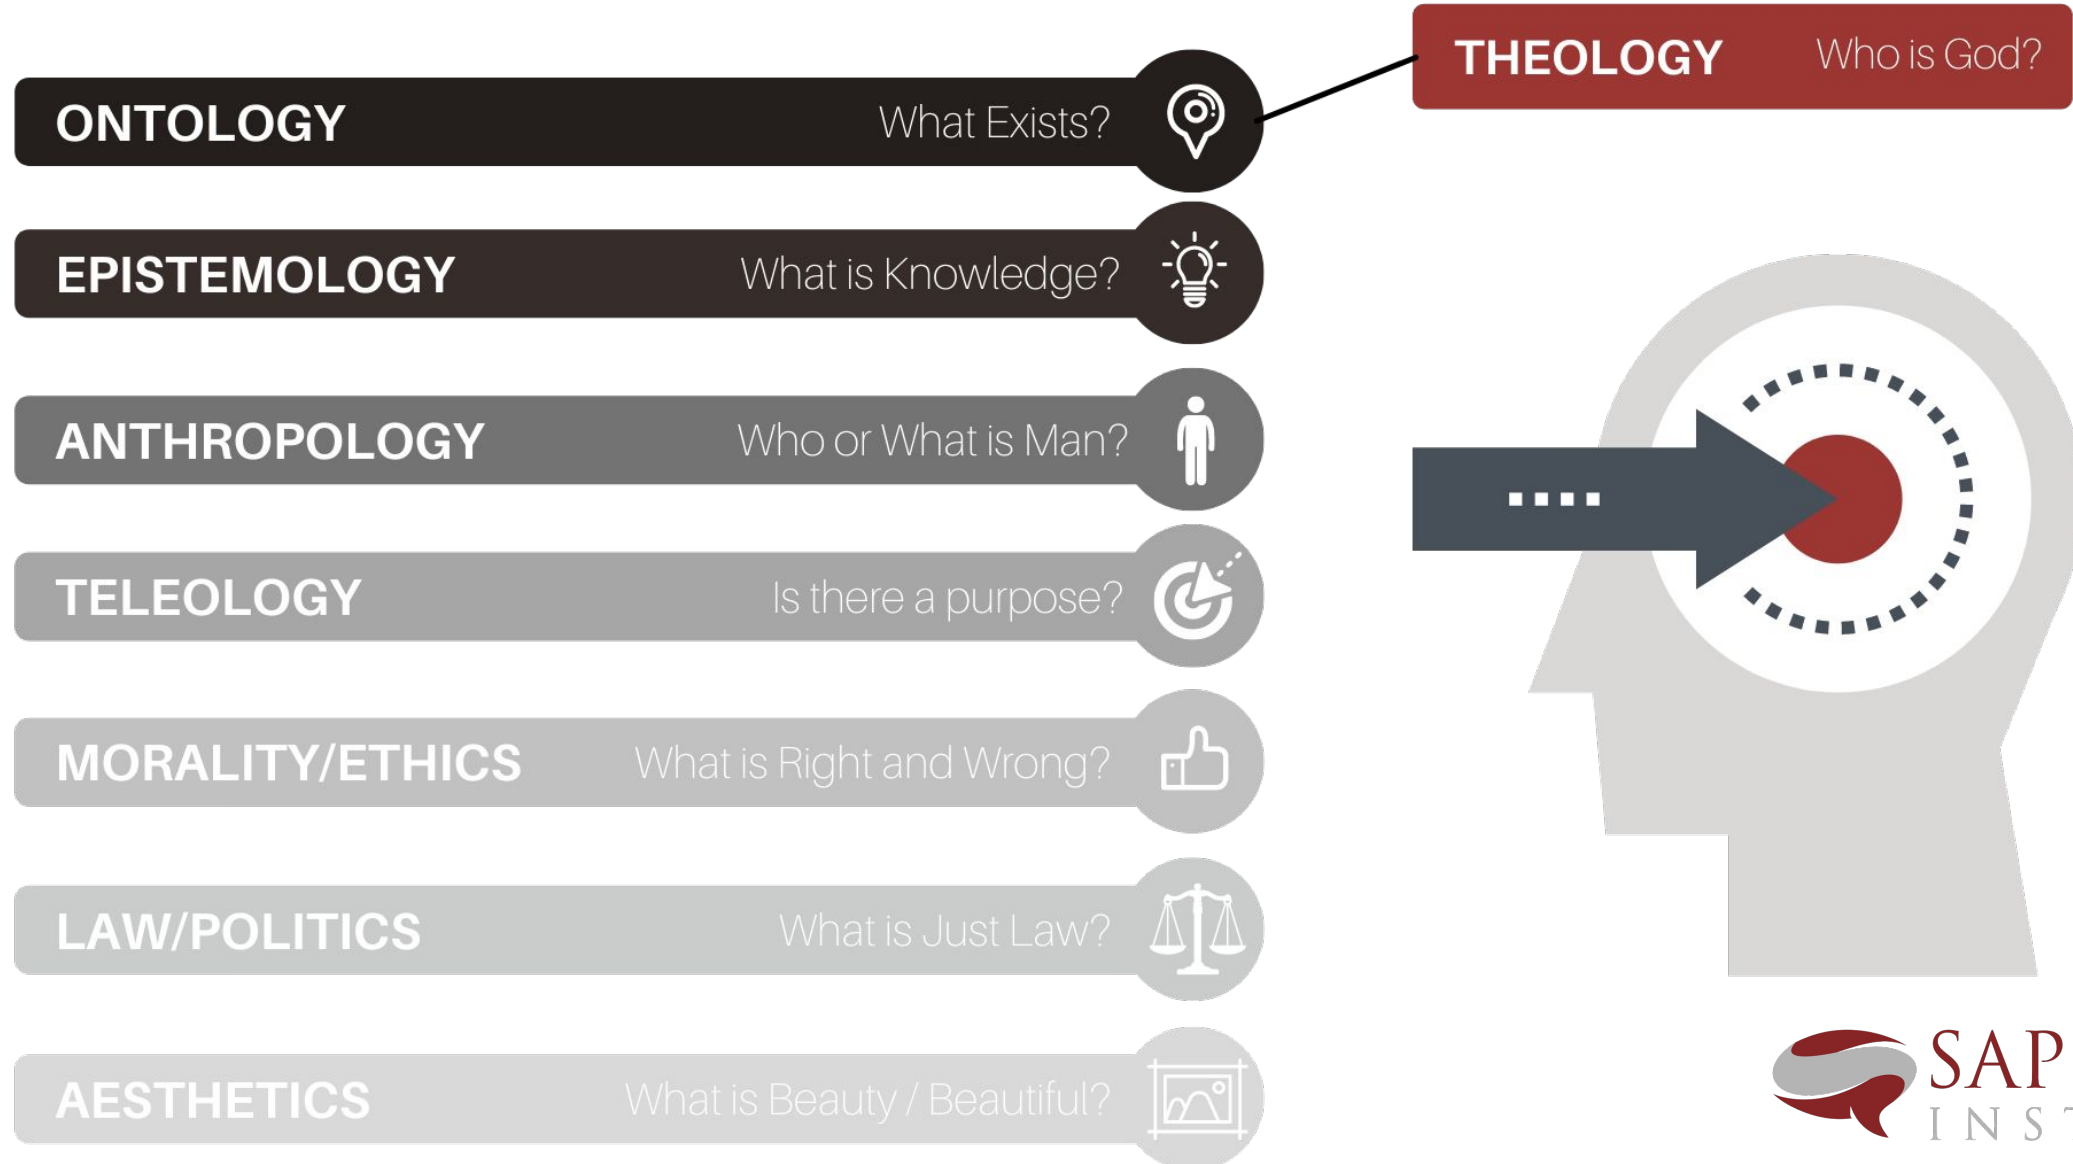 THEOLOGY Who is God?
ONTOLOGY What Exists?
EPISTEMOLOGY What is Knowledge?
ANTHROPOLOGY Who or What is Man?
TELEOLOGY Is there a purpose?
MORALITY/ETHICS What is Right and Wrong?
LAW/POLITICS What is Just Law?
AESTHETICS What is Beauty / Beautiful?
SAP
INS